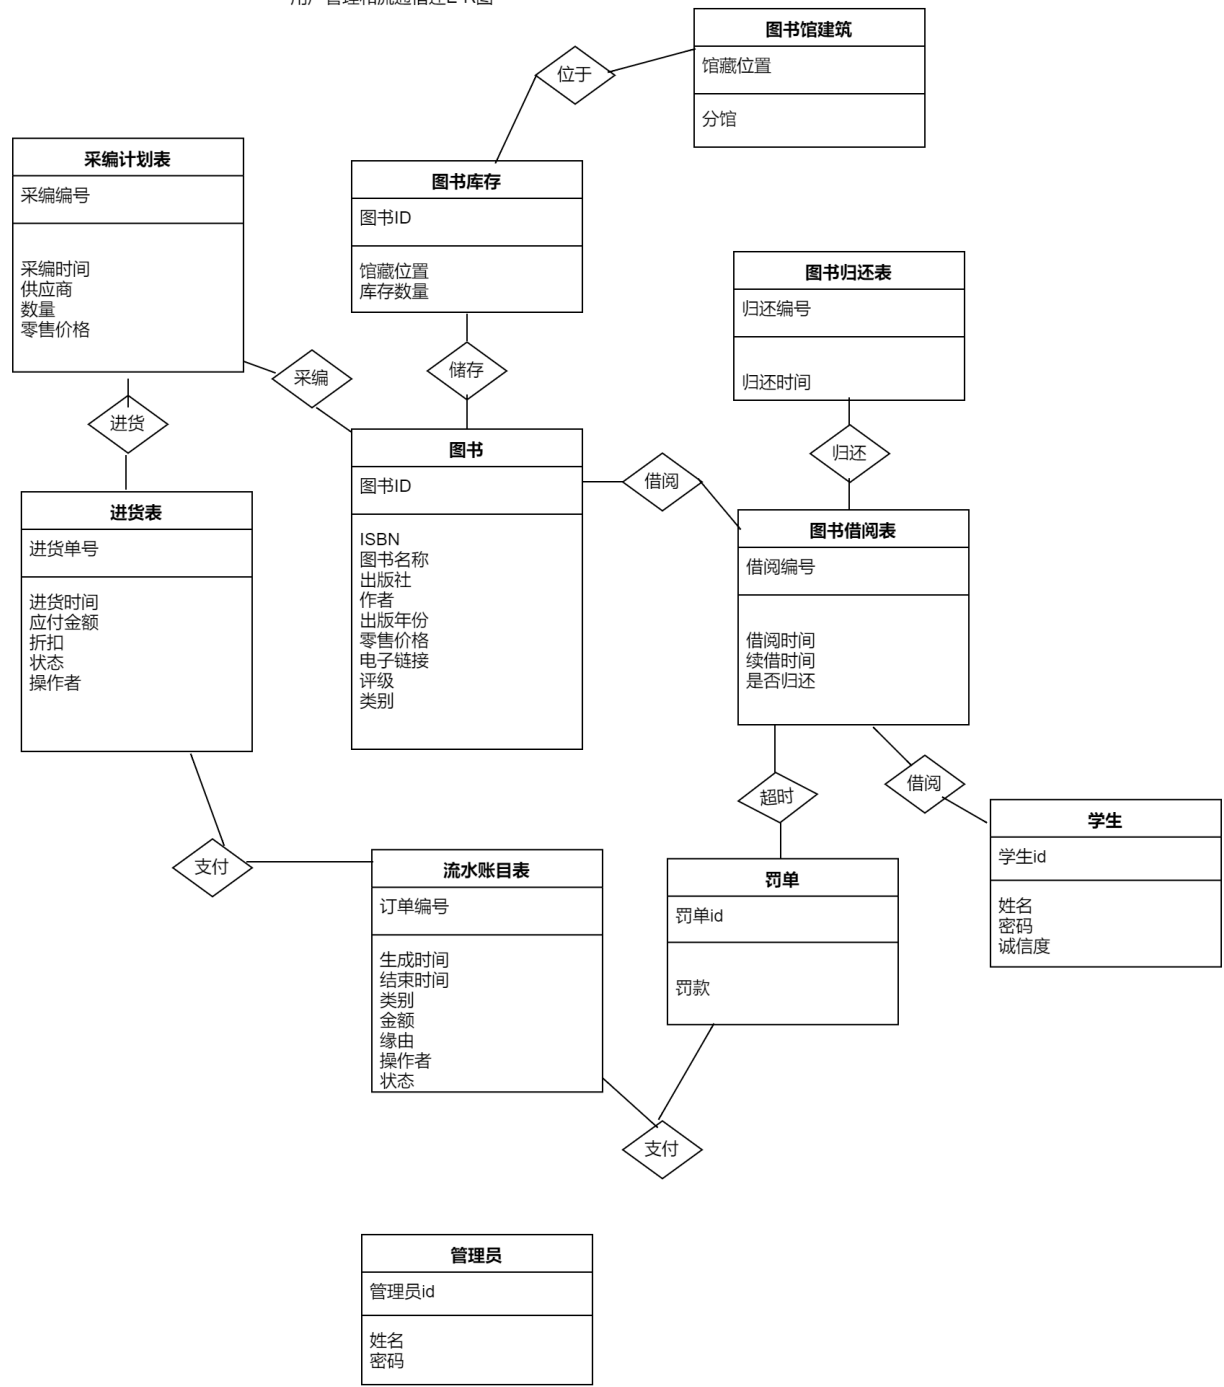 图书馆建筑
馆藏位置
分馆
位于
采编计划表
采编编号
采编时间
供应商
数量
零售价格
图书库存
图书ID
馆藏位置
库存数量
图书归还表
归还编号
归还时间
采编
储存
进货
归还
图书
图书ID
ISBN
图书名称
出版社
作者
出版年份
零售价格
电子链接
评级
类别
借阅
进货表
进货单号
进货时间
应付金额
折扣
状态
操作者
图书借阅表
借阅编号
借阅时间
续借时间
是否归还
超时
借阅
学生
学生id
姓名
密码
诚信度
支付
流水账目表
订单编号
生成时间
结束时间
类别
金额
缘由
操作者
状态
罚单
罚单id
罚款
支付
管理员
管理员id
姓名
密码